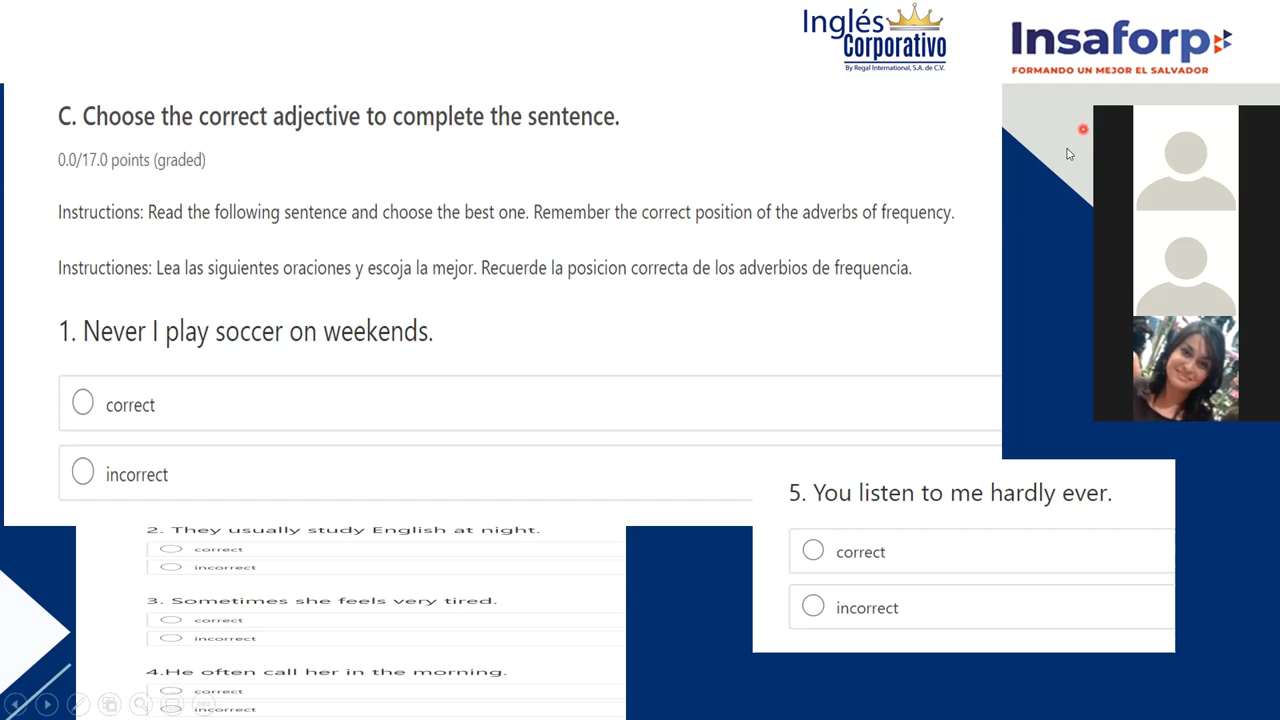 Inglés
Corporativo
By Regal International, S.A. de C.V.
Insaforp
FORMANDO UN MEJOR EL SALVADOR
C. Choose the correct adjective to complete the sentence.
0.0/17.0 points (graded)
Instructions: Read the following sentence and choose the best one. Remember the correct position of the adverbs of frequency.
Instructiones: Lea las siguientes oraciones y escoja la mejor. Recuerde la posicion correcta de los adverbios de frequencia.
1. Never I play soccer on weekends.
correct
incorrect
2. They usually study English at night.
correct
incorrect
3. Sometimes she feels very tired.
correct
incorrect
4.He often call her in the morning.
correct
incorrect
5. You listen to me hardly ever.
correct
incorrect